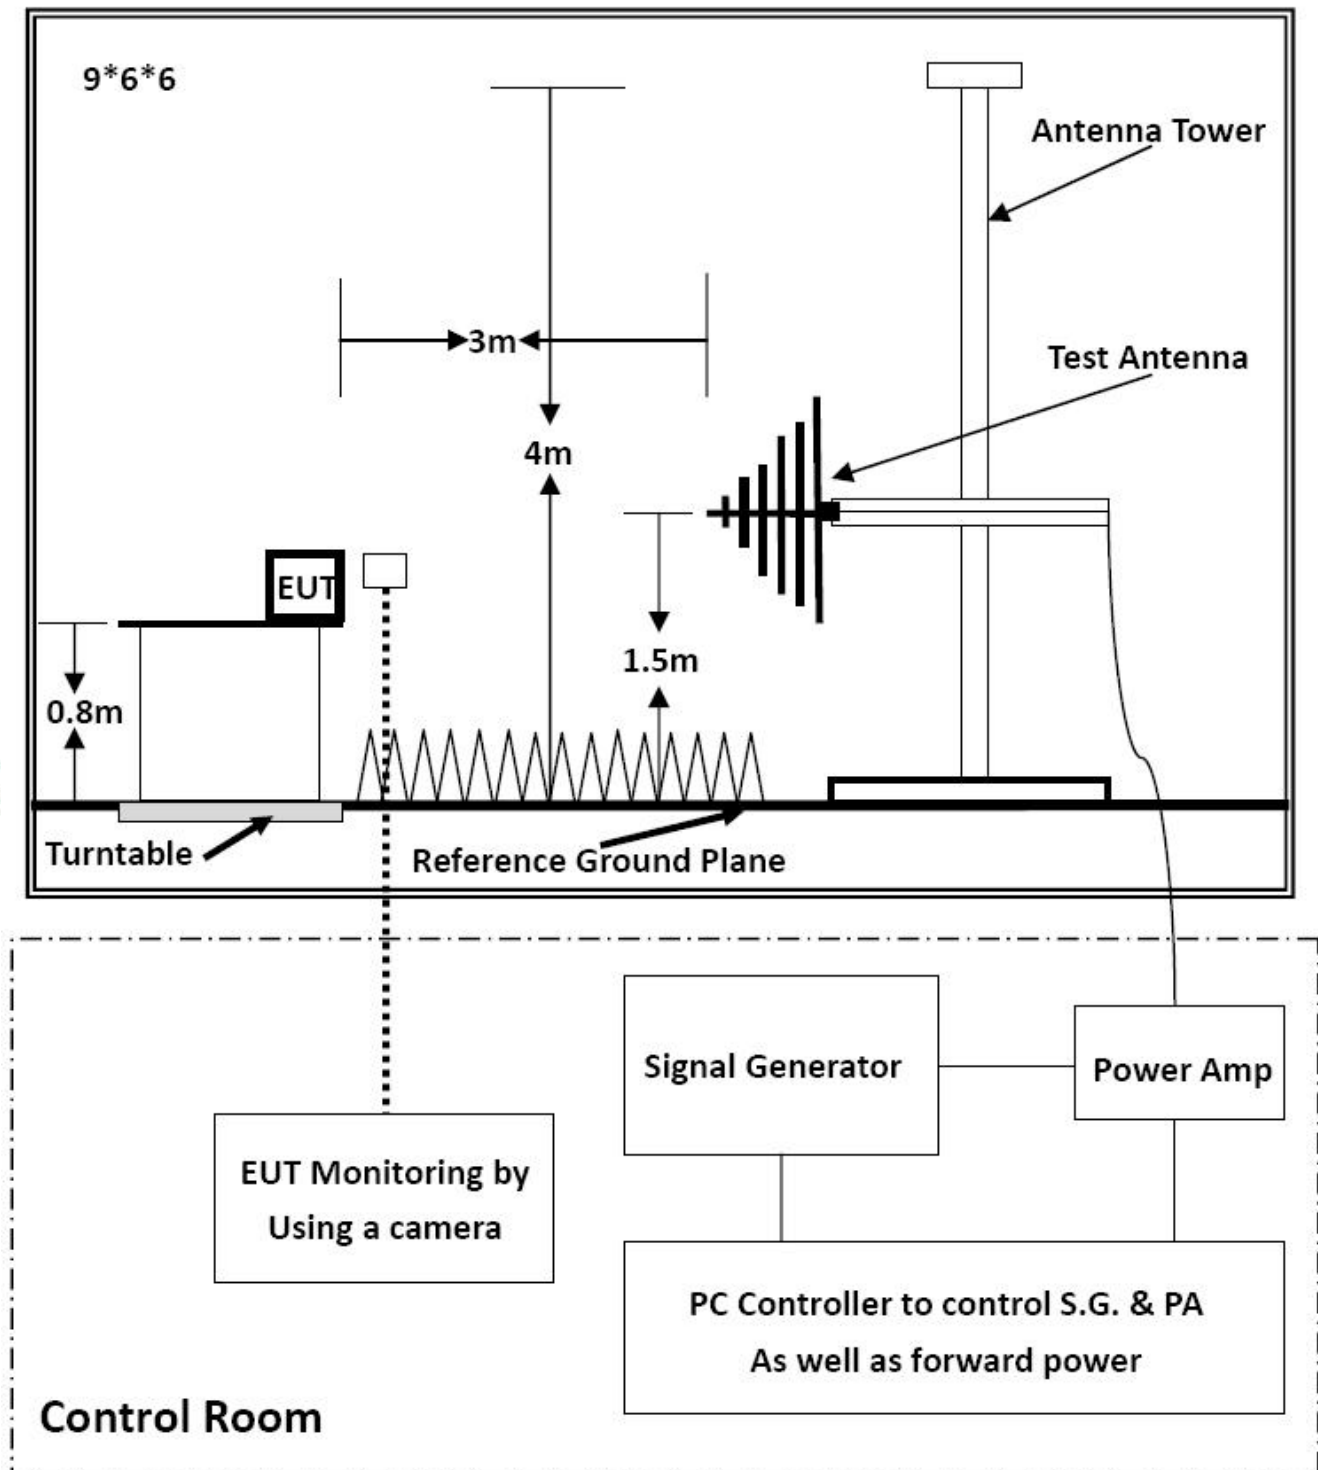 9*6*6
Antenna Tower
3m
Test Antenna
4m
EUT
1.5m
0.8m
Turntable
Reference Ground Plane
Signal Generator
Power Amp
EUT Monitoring by
Using a camera
PC Controller to control S.G. & PA
As well as forward power
Control Room